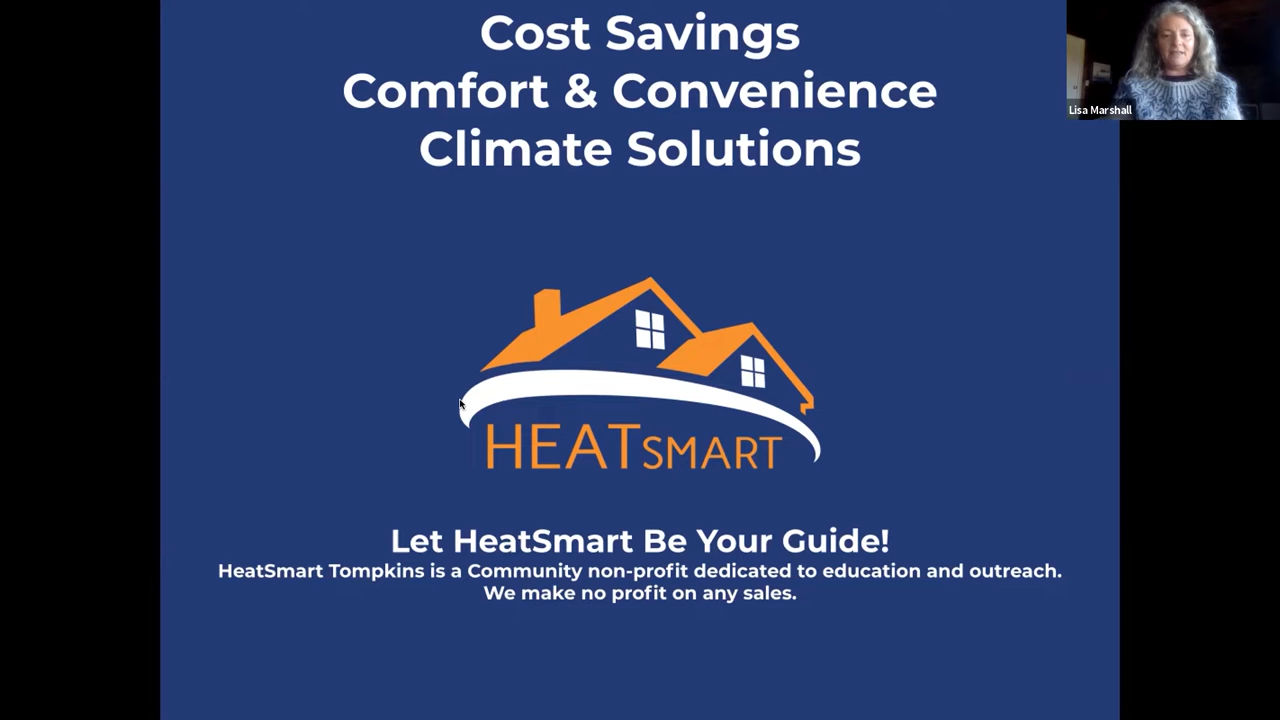 Cost Savings
Comfort & Convenience
Climate Solutions
Lisa Marshall
HEATSMART
Let HeatSmart Be Your Guide!
HeatSmart Tompkins is a Community non-profit dedicated to education and outreach.
We make no profit on any sales.